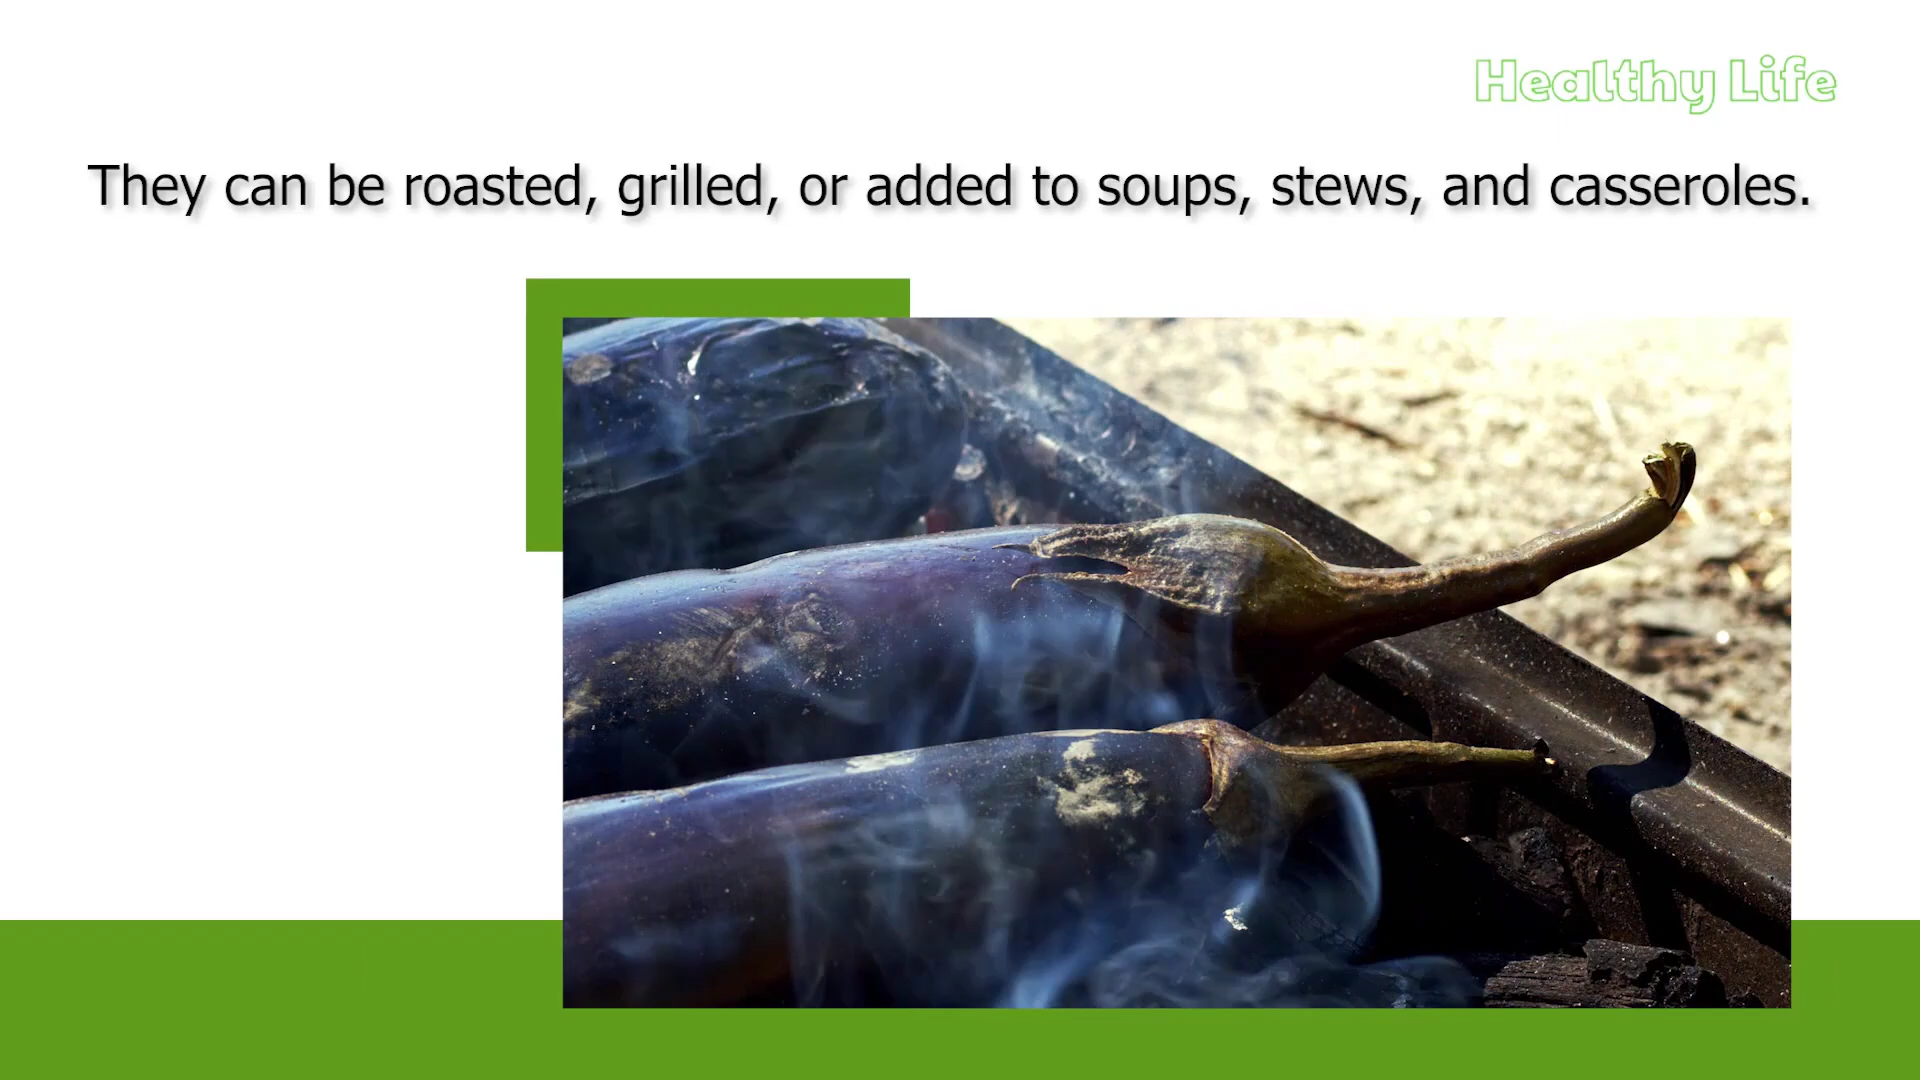 Healthy Life
They can be roasted, grilled, or added to soups, stews, and casseroles.